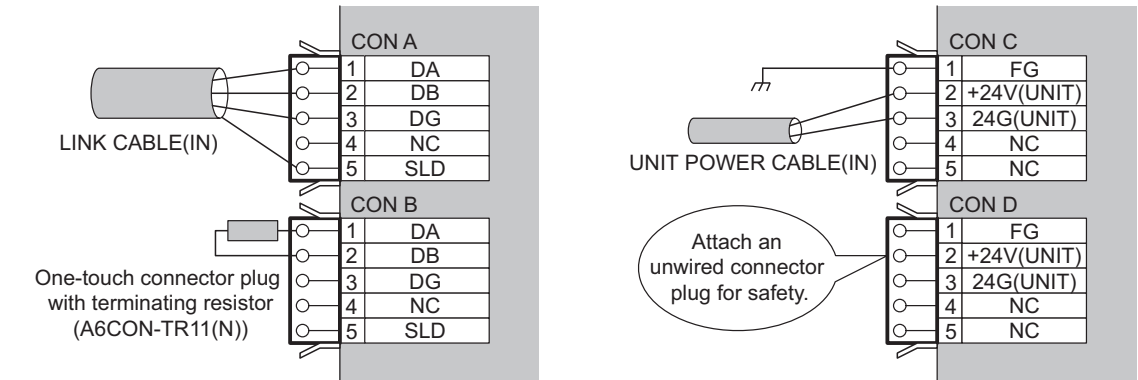 CON A
1 DA
2 DB
3 DG
4 NC
5 SLD
LINK CABLE(IN)
CON B
1 DA
2 DB
3 DG
4 NC
5 SLD
One-touch connector plug
with terminating resistor
(A6CON-TR11(N))
CON C
1 FG
2 +24V(UNIT)
3 24G(UNIT)
4 NC
5 NC
UNIT POWER CABLE(IN)
CON D
1 FG
2 +24V(UNIT)
3 24G(UNIT)
4 NC
5 NC
Attach an
unwired connector
plug for safety.